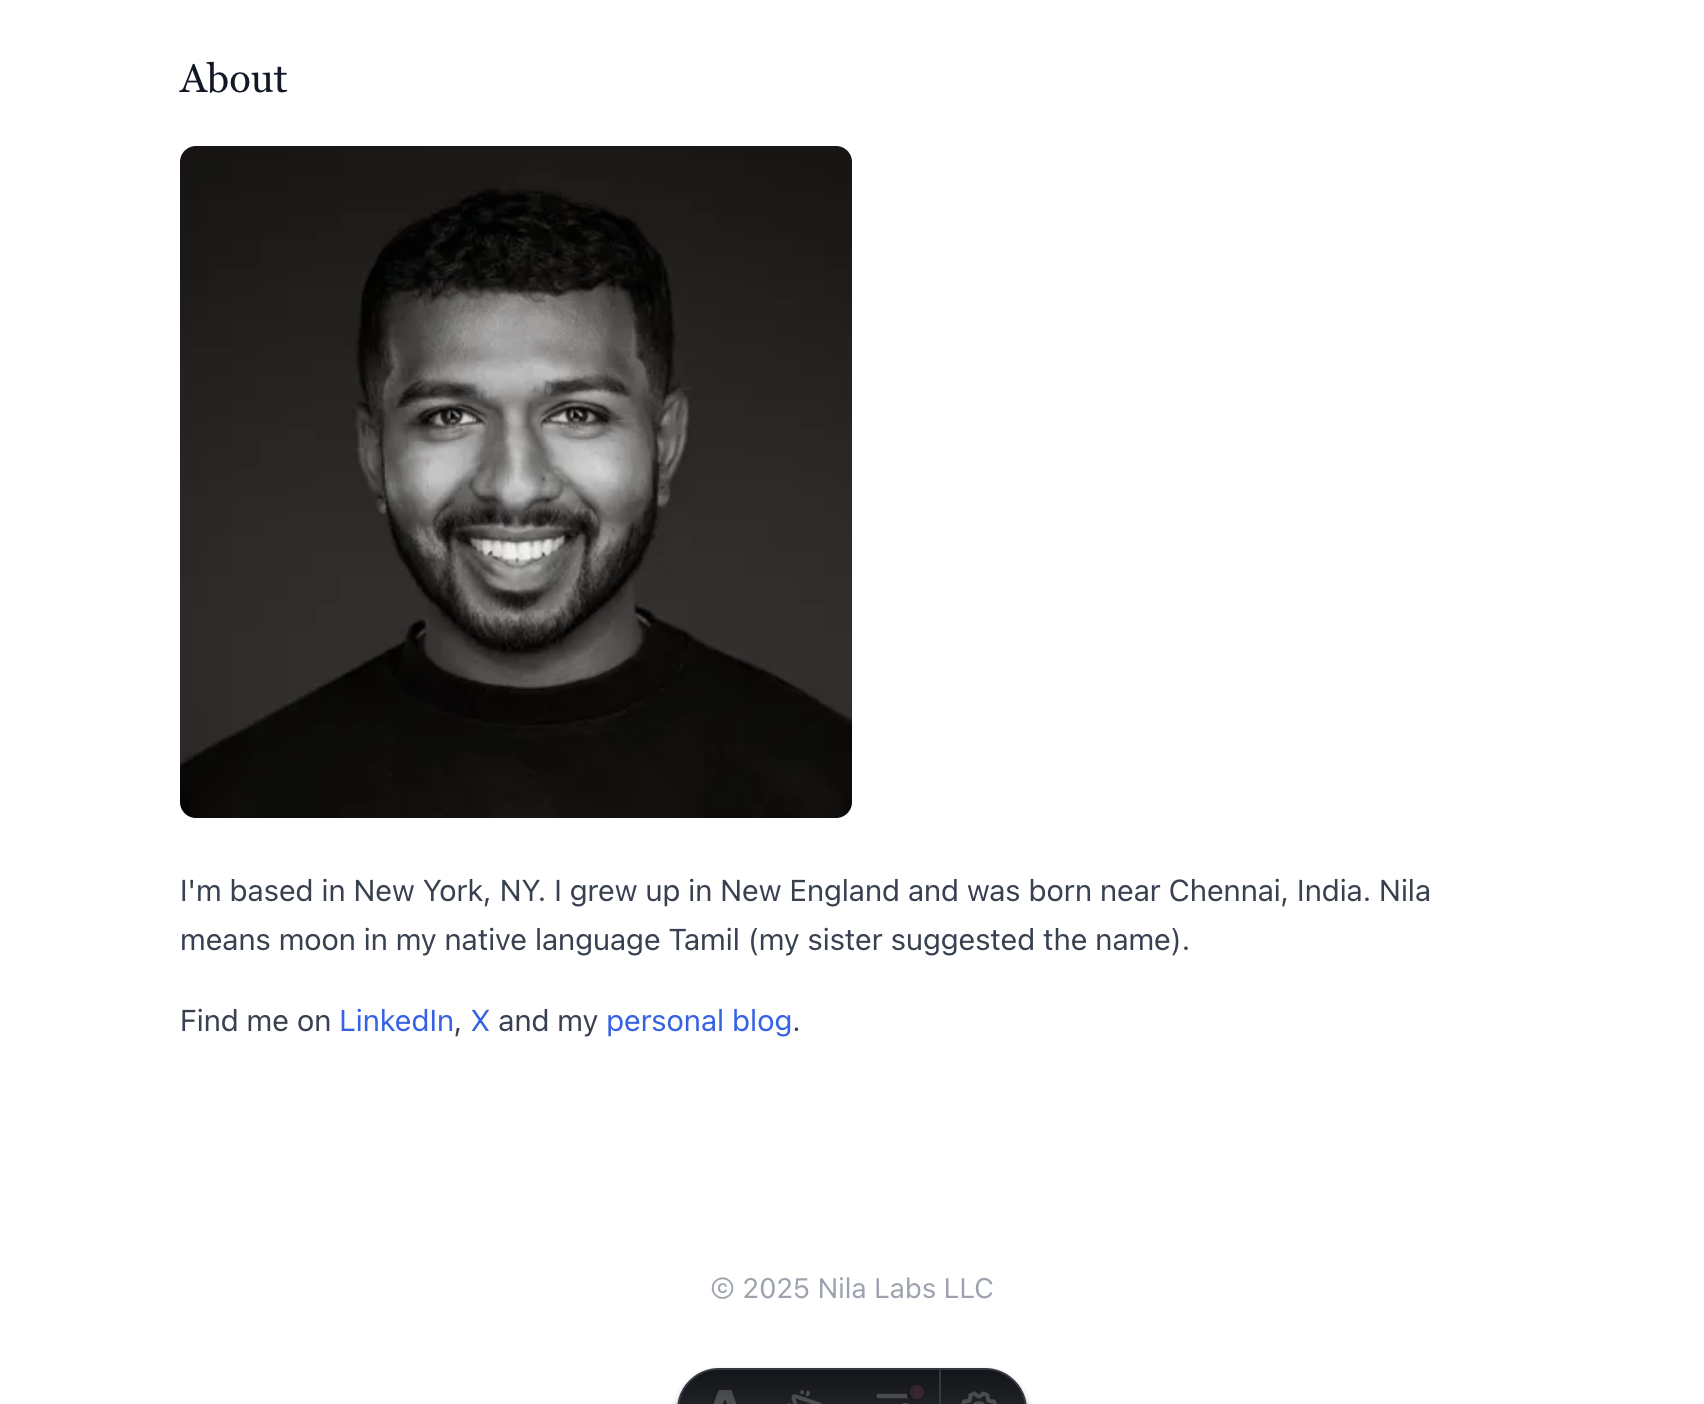 About
I'm based in New York, NY. I grew up in New England and was born near Chennai, India. Nila
means moon in my native language Tamil (my sister suggested the name).
Find me on LinkedIn, X and my personal blog.
© 2025 Nila Labs LLC